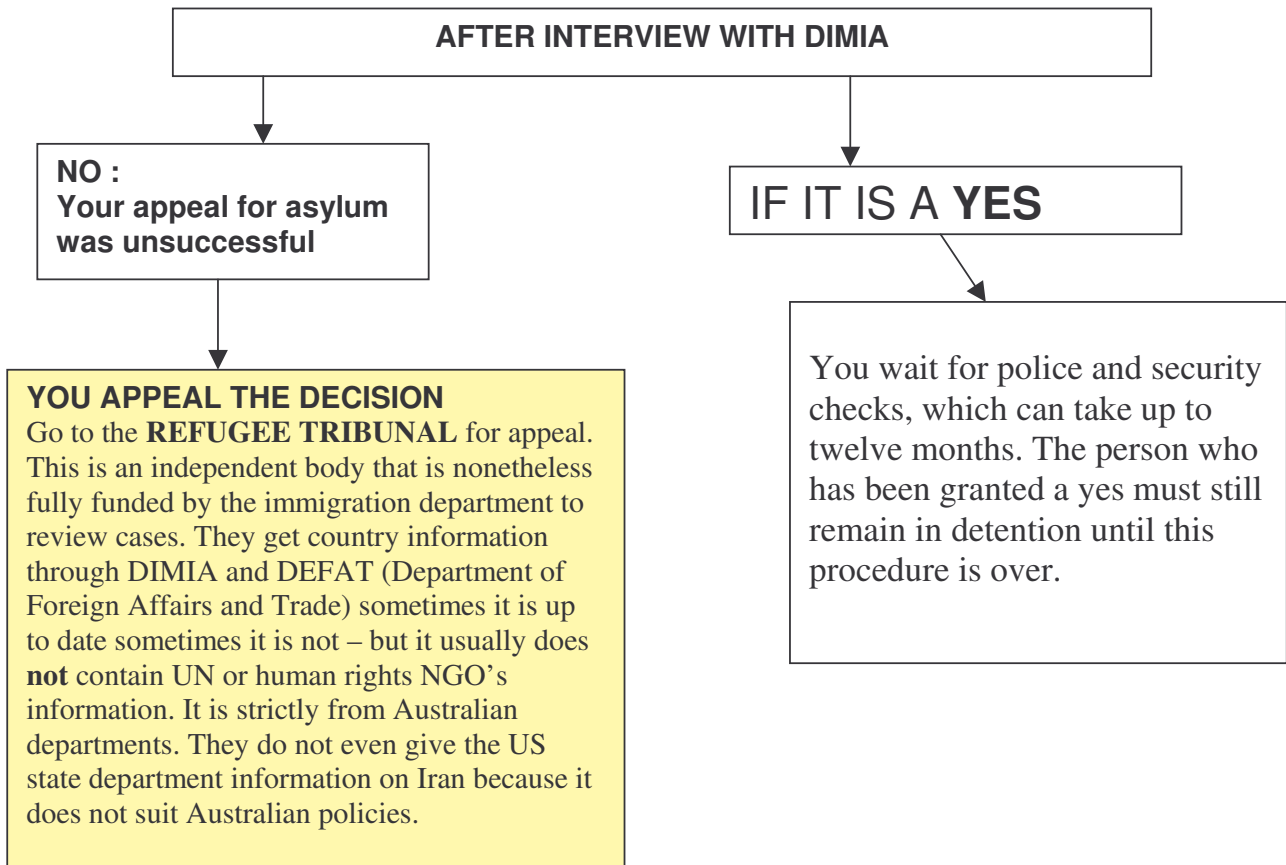 AFTER INTERVIEW WITH DIMIA
NO :
Your appeal for asylum
was unsuccessful
IF IT IS A YES
YOU APPEAL THE DECISION
Go to the REFUGEE TRIBUNAL for appeal.
This is an independent body that is nonetheless
fully funded by the immigration department to
review cases. They get country information
through DIMIA and DEFAT (Department of
Foreign Affairs and Trade) sometimes it is up
to date sometimes it is not – but it usually does
not contain UN or human rights NGO’s
information. It is strictly from Australian
departments. They do not even give the US
state department information on Iran because it
does not suit Australian policies.
You wait for police and security
checks, which can take up to
twelve months. The person who
has been granted a yes must still
remain in detention until this
procedure is over.